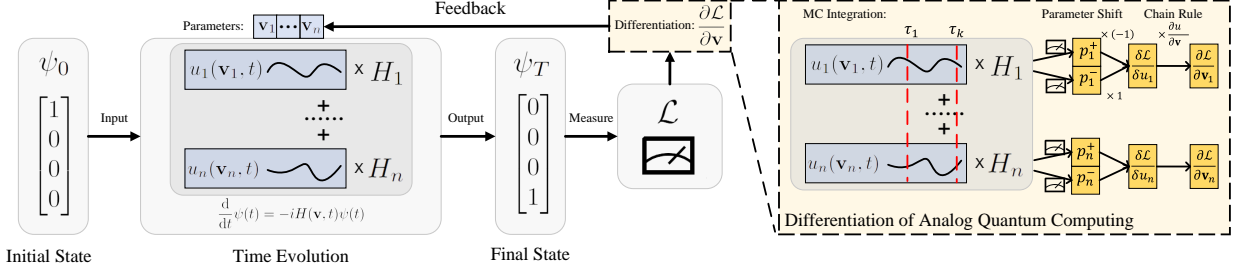 Feedback
Parameters: v₁ ⋯ vₙ
Differentiation: ∂ℒ/∂v
ψ₀
1
0
0
0
Initial State
Input
u₁(v₁, t) × H₁
+
......
+
uₙ(vₙ, t) × Hₙ
d/dt ψ(t) = −iH(v, t)ψ(t)
Time Evolution
Output
ψ_T
0
0
0
1
Final State
Measure
ℒ
MC Integration:
τ₁ τₖ
Parameter Shift
Chain Rule
u₁(v₁, t) × H₁
+
......
+
uₙ(vₙ, t) × Hₙ
p₁⁺
p₁⁻
× (−1)
× 1
δℒ/δu₁
× ∂u/∂v
∂ℒ/∂v₁
pₙ⁺
pₙ⁻
δℒ/δuₙ
∂ℒ/∂vₙ
Differentiation of Analog Quantum Computing